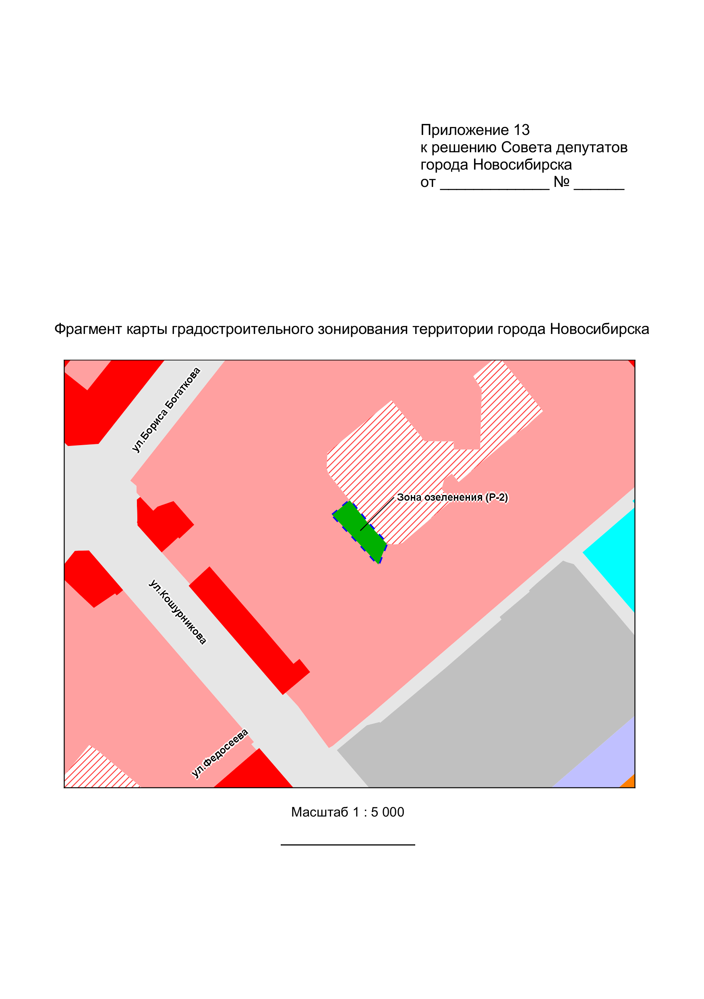 Приложение 13
к решению Совета депутатов
города Новосибирска
от _____________ № ______
Фрагмент карты градостроительного зонирования территории города Новосибирска
ул.Бориса Богаткова
Зона озеленения (Р-2)
ул.Кошурникова
ул.Федосеева
Масштаб 1 : 5 000